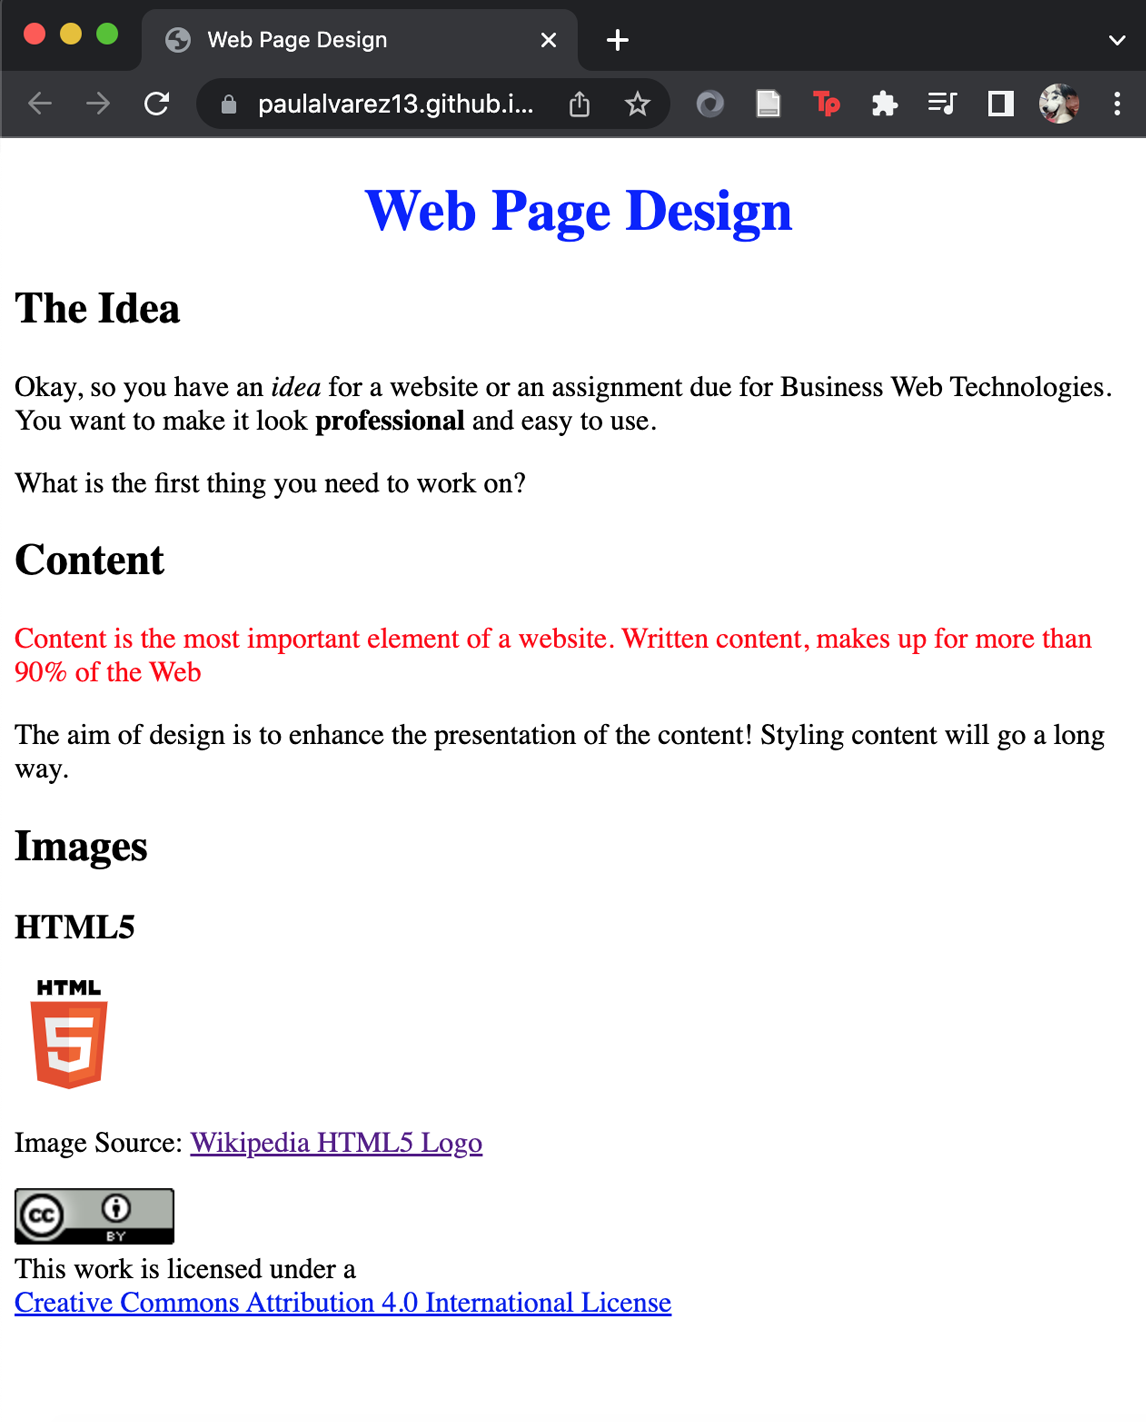 Web Page Design
paulalvarez13.github.i...
Tp
Web Page Design
The Idea
Okay, so you have an idea for a website or an assignment due for Business Web Technologies.
You want to make it look professional and easy to use.
What is the first thing you need to work on?
Content
Content is the most important element of a website. Written content, makes up for more than
90% of the Web
The aim of design is to enhance the presentation of the content! Styling content will go a long
way.
Images
HTML5
HTML
5
Image Source: Wikipedia HTML5 Logo
cc
BY
This work is licensed under a
Creative Commons Attribution 4.0 International License